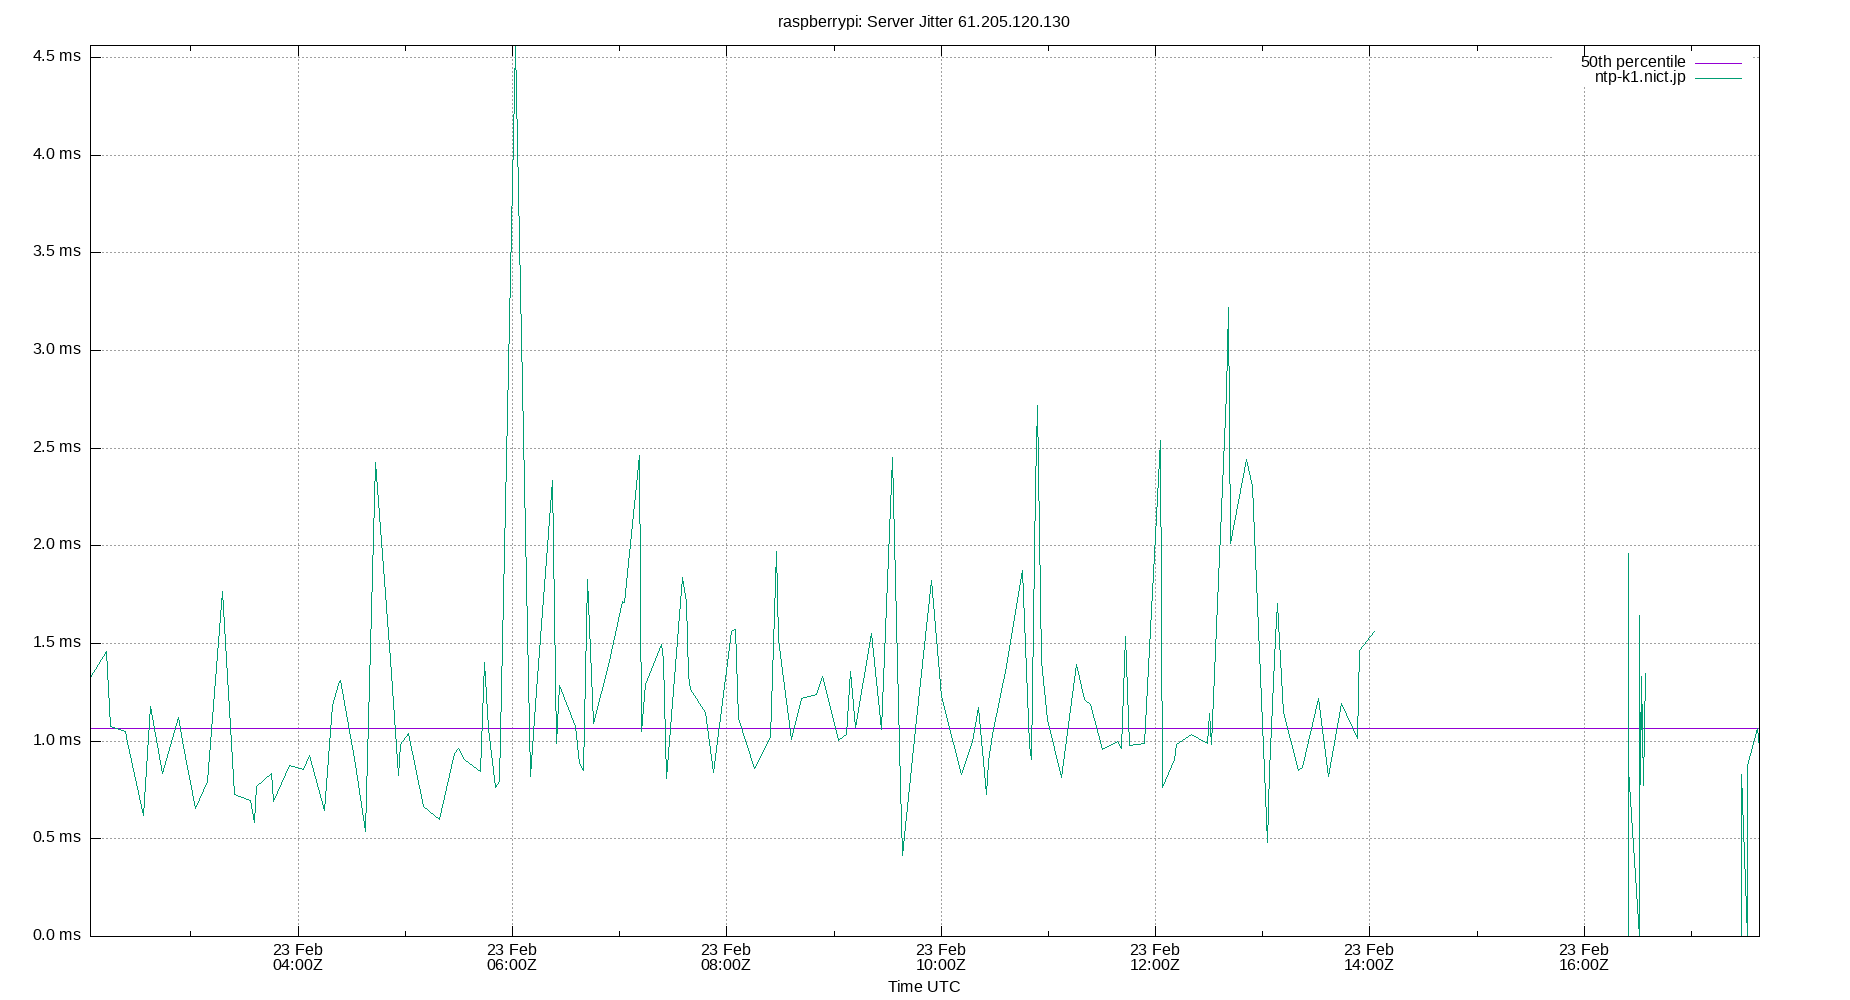 raspberrypi: Server Jitter 61.205.120.130
4.5 ms
4.0 ms
3.5 ms
3.0 ms
2.5 ms
2.0 ms
1.5 ms
1.0 ms
0.5 ms
0.0 ms
50th percentile
ntp-k1.nict.jp
23 Feb
04:00Z
23 Feb
06:00Z
23 Feb
08:00Z
23 Feb
10:00Z
23 Feb
12:00Z
23 Feb
14:00Z
23 Feb
16:00Z
Time UTC